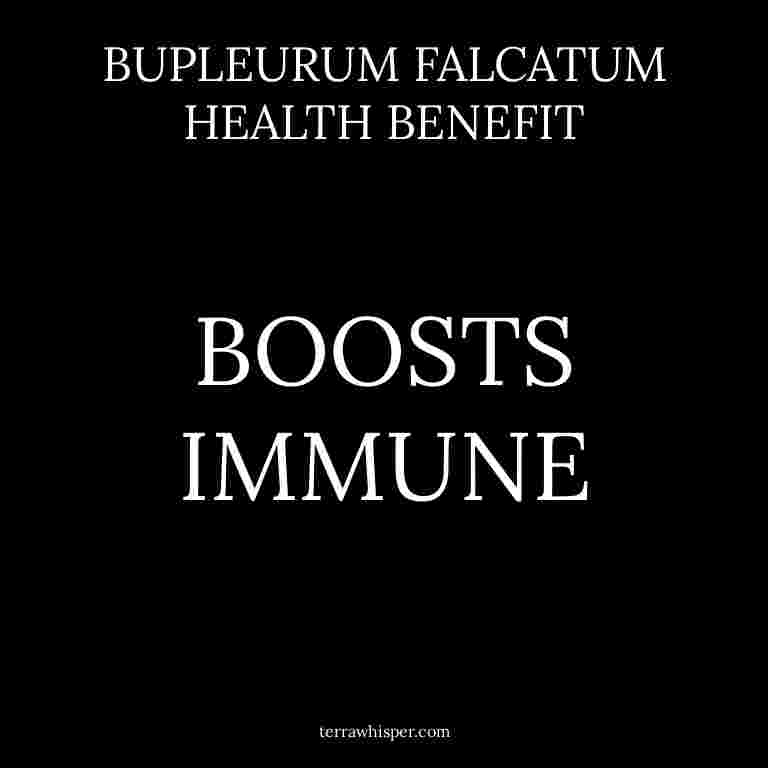 BUPLEURUM FALCATUM
HEALTH BENEFIT
BOOSTS
IMMUNE
terrawhisper.com